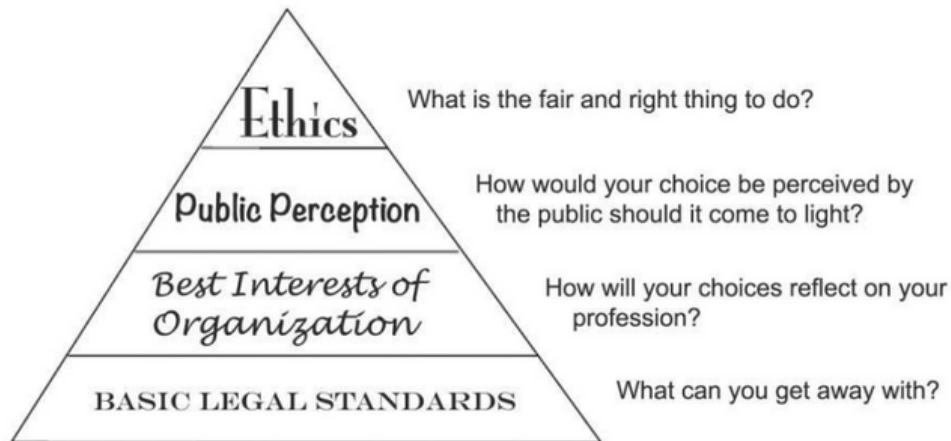 Ethics
What is the fair and right thing to do?
Public Perception
How would your choice be perceived by
the public should it come to light?
Best Interests of
Organization
How will your choices reflect on your
profession?
BASIC LEGAL STANDARDS
What can you get away with?